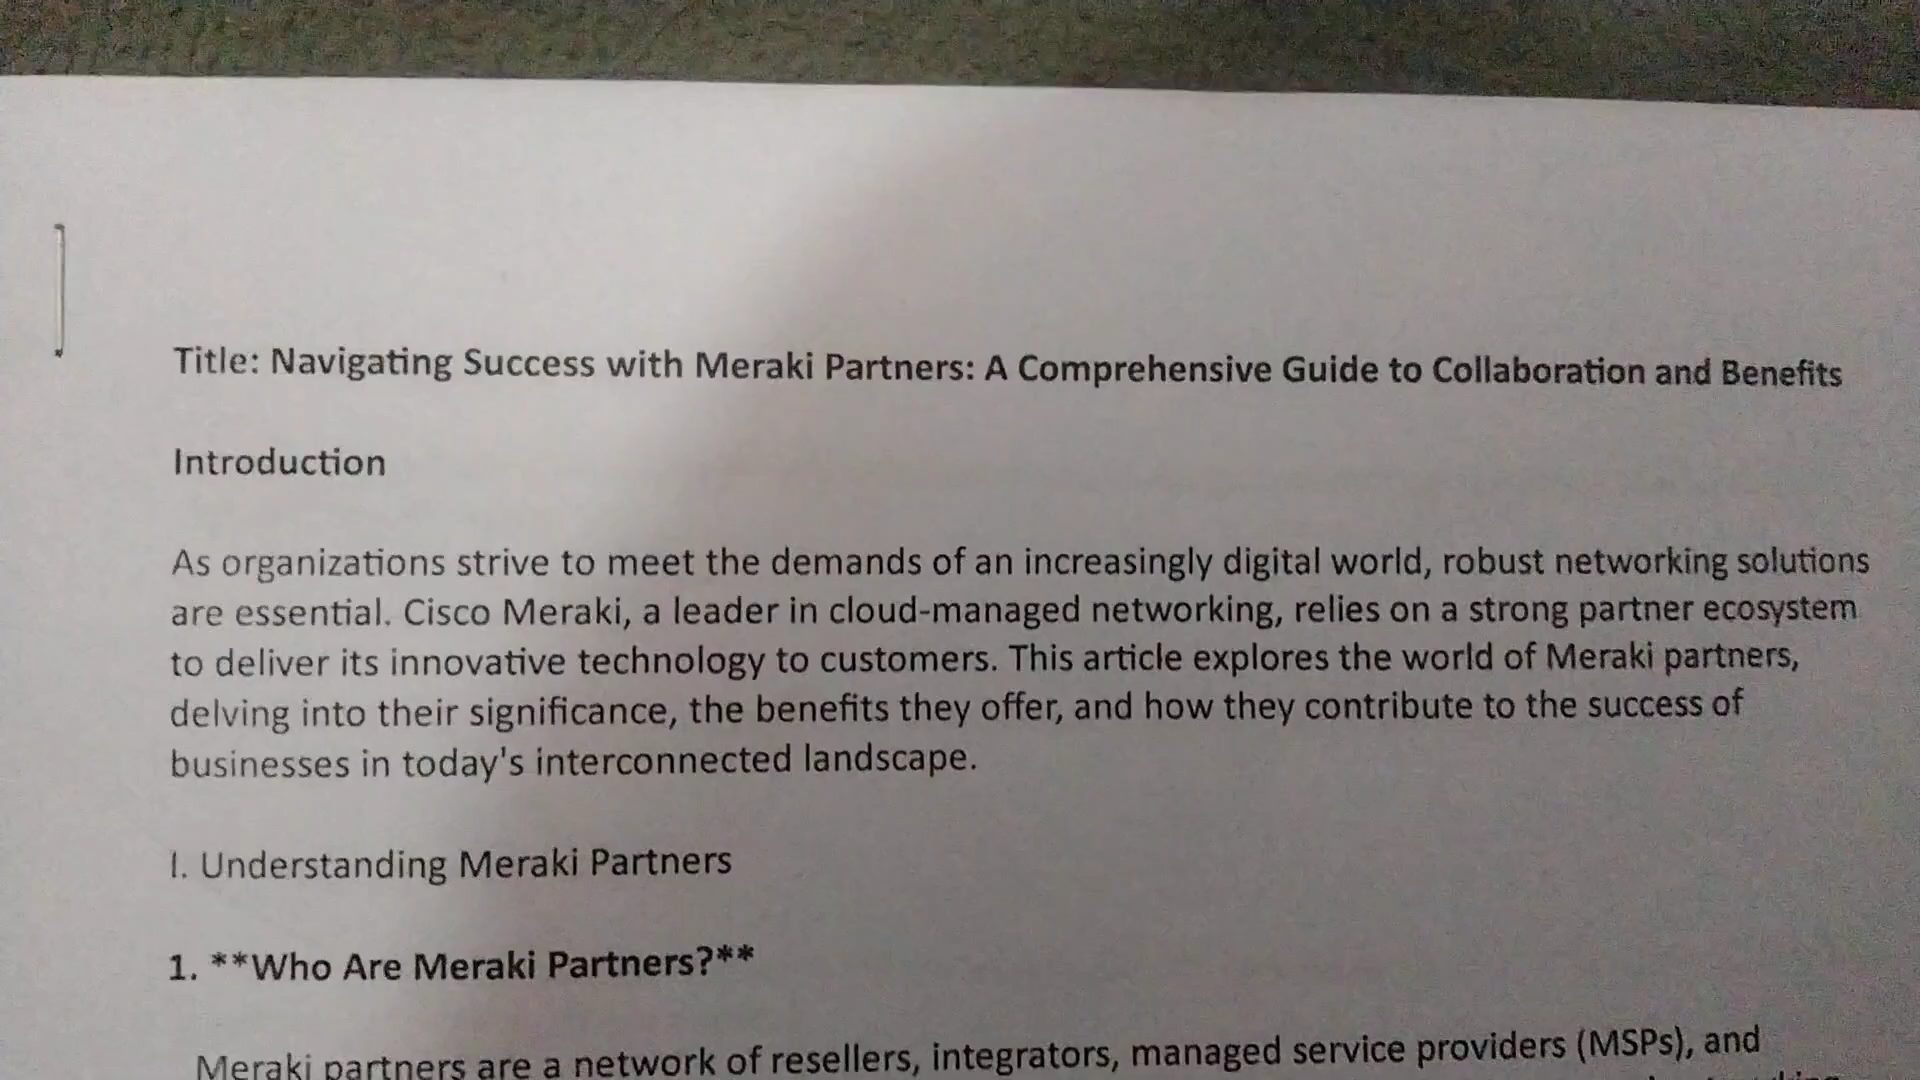 Title: Navigating Success with Meraki Partners: A Comprehensive Guide to Collaboration and Benefits
Introduction
As organizations strive to meet the demands of an increasingly digital world, robust networking solutions
are essential. Cisco Meraki, a leader in cloud-managed networking, relies on a strong partner ecosystem
to deliver its innovative technology to customers. This article explores the world of Meraki partners,
delving into their significance, the benefits they offer, and how they contribute to the success of
businesses in today's interconnected landscape.
I. Understanding Meraki Partners
1. **Who Are Meraki Partners?**
Meraki partners are a network of resellers, integrators, managed service providers (MSPs), and